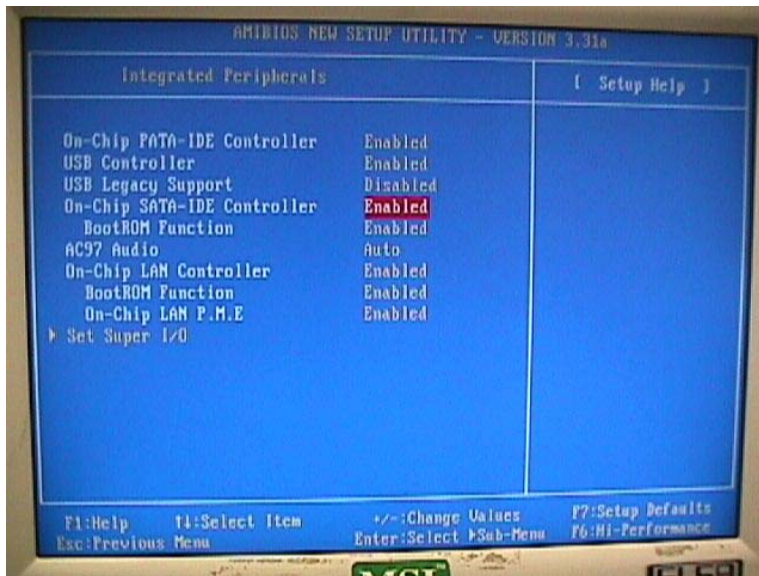 AMIBIOS NEW SETUP UTILITY - VERSION 3.31a
Integrated Peripherals
[ Setup Help ]
On-Chip PATA-IDE Controller Enabled
USB Controller Enabled
USB Legacy Support Disabled
On-Chip SATA-IDE Controller Enabled
BootROM Function Enabled
AC97 Audio Auto
On-Chip LAN Controller Enabled
BootROM Function Enabled
On-Chip LAN P.M.E Enabled
Set Super I/O
F1:Help ↑↓:Select Item +/-:Change Values F7:Setup Defaults
Esc:Previous Menu Enter:Select ▶Sub-Menu F6:Hi-Performance
MSI